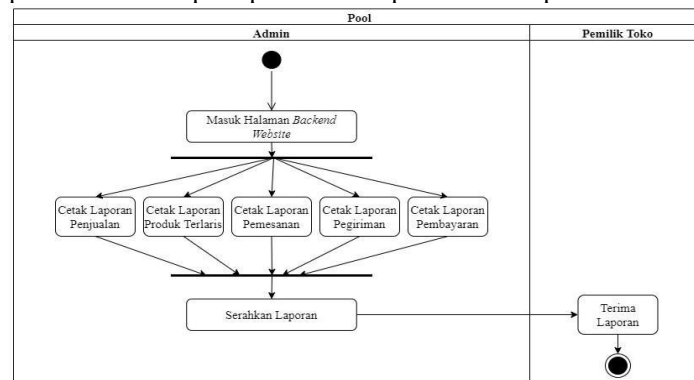 Pool
Admin
Pemilik Toko
Masuk Halaman Backend
Website
Cetak Laporan
Penjualan
Cetak Laporan
Produk Terlaris
Cetak Laporan
Pemesanan
Cetak Laporan
Pegiriman
Cetak Laporan
Pembayaran
Serahkan Laporan
Terima
Laporan